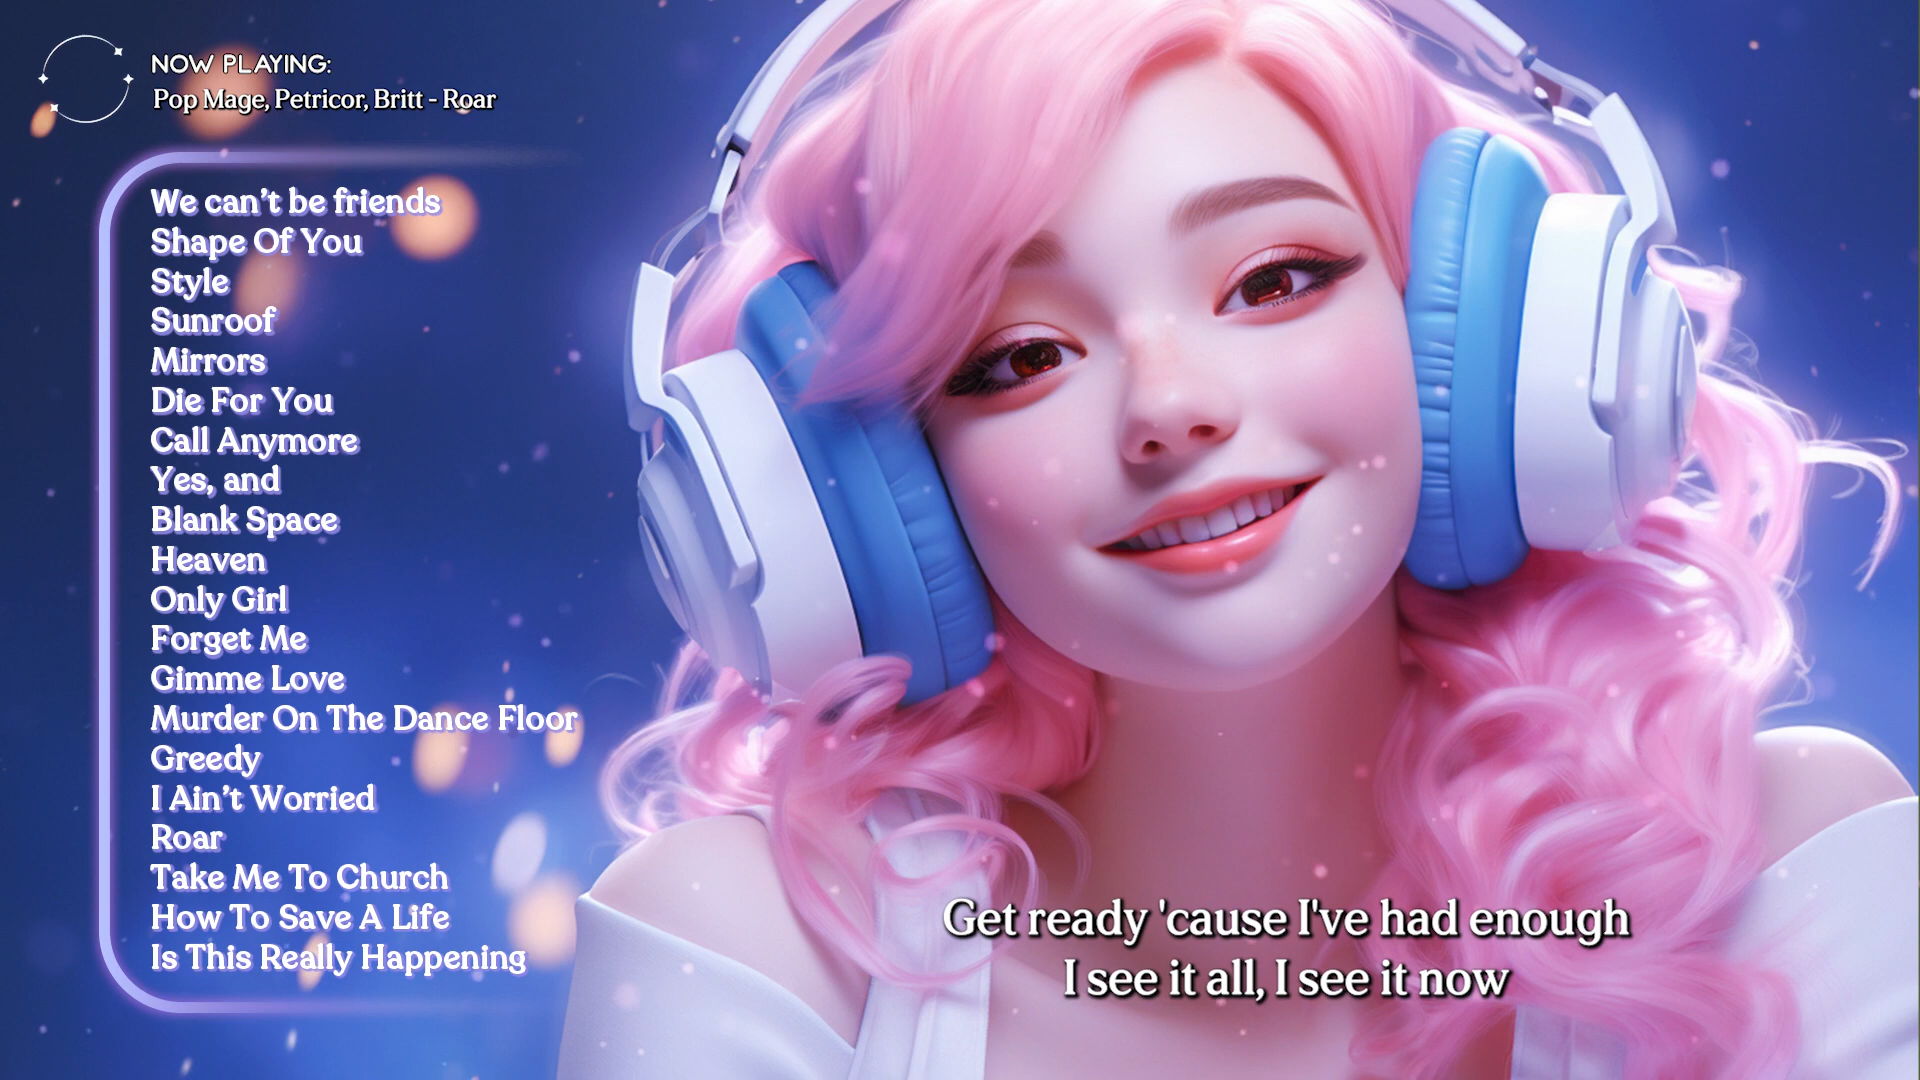 NOW PLAYING:
Pop Mage, Petricor, Britt - Roar
We can't be friends
Shape Of You
Style
Sunroof
Mirrors
Die For You
Call Anymore
Yes, and
Blank Space
Heaven
Only Girl
Forget Me
Gimme Love
Murder On The Dance Floor
Greedy
I Ain't Worried
Roar
Take Me To Church
How To Save A Life
Is This Really Happening
Get ready 'cause I've had enough
I see it all, I see it now